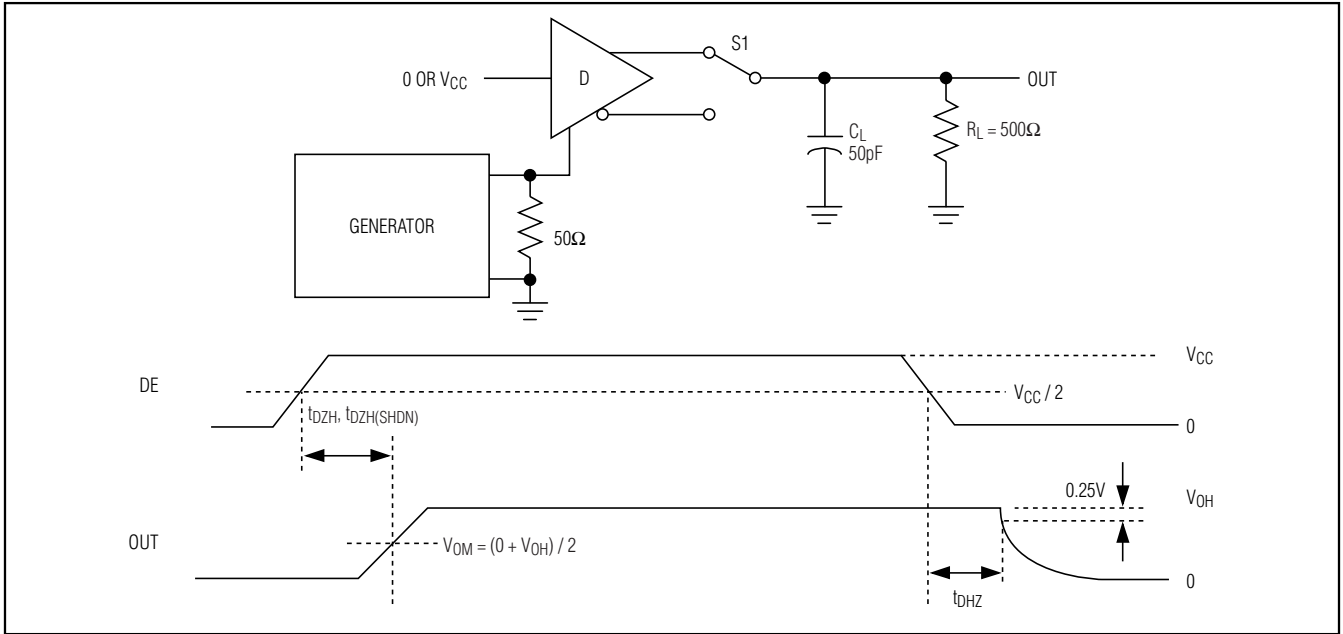 S1
0 OR VCC
D
OUT
CL
50pF
RL = 500Ω
GENERATOR
50Ω
VCC
DE
VCC / 2
tDZH, tDZH(SHDN)
0
0.25V
VOH
OUT
VOM = (0 + VOH) / 2
0
tDHZ